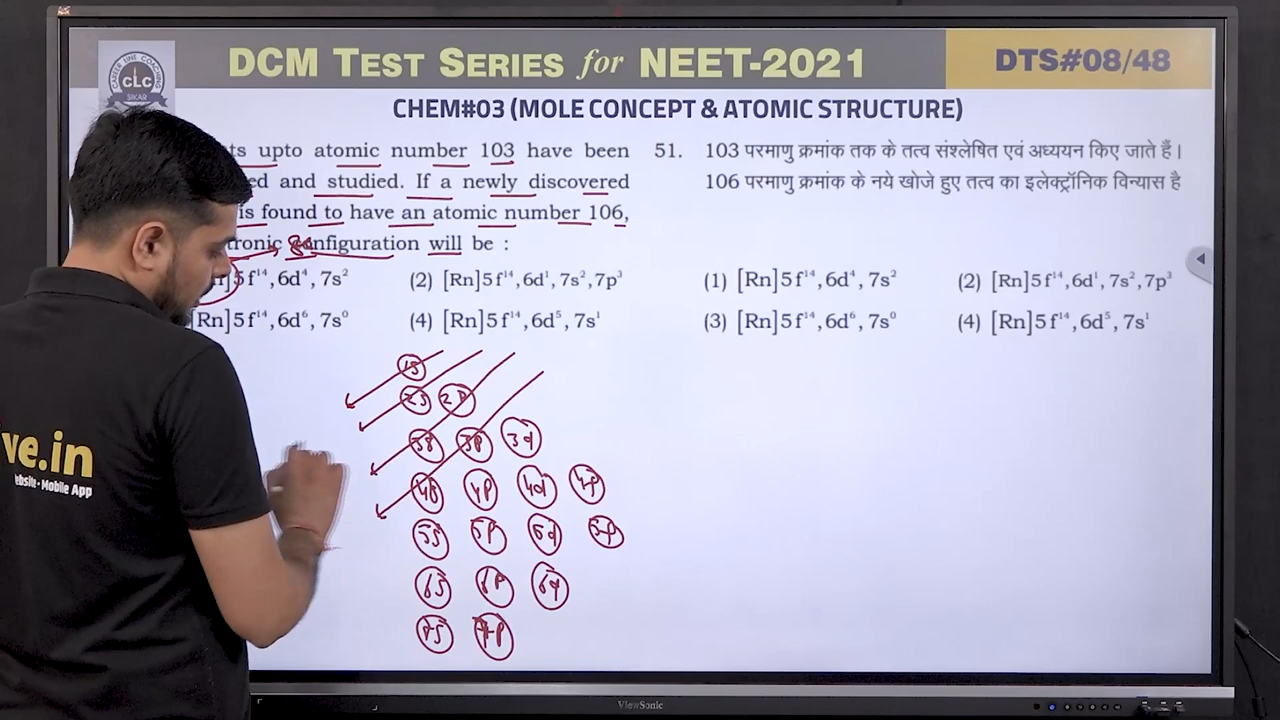 DCM TEST SERIES for NEET-2021
DTS#08/48
CLC
SIKAR
CHEM#03 (MOLE CONCEPT & ATOMIC STRUCTURE)
upto atomic number 103 have been
and studied. If a newly discovered
is found to have an atomic number 106,
configuration will be :
5f¹⁴, 6d⁴, 7s²
(2) [Rn]5f¹⁴, 6d¹, 7s², 7p³
[Rn]5f¹⁴, 6d⁶, 7s⁰
(4) [Rn]5f¹⁴, 6d⁵, 7s¹
51. 103 परमाणु क्रमांक तक के तत्व संश्लेषित एवं अध्ययन किए जाते हैं।
106 परमाणु क्रमांक के नये खोजे हुए तत्व का इलेक्ट्रॉनिक विन्यास है
(1) [Rn]5f¹⁴, 6d⁴, 7s²
(2) [Rn]5f¹⁴, 6d¹, 7s², 7p³
(3) [Rn]5f¹⁴, 6d⁶, 7s⁰
(4) [Rn]5f¹⁴, 6d⁵, 7s¹
1s
2s 2p
3s 3p 3d
4s 4p 4d 4f
5s 5p 5d 5f
6s 6p 6d
7s 7p
ve.in
Mobile App
ViewSonic